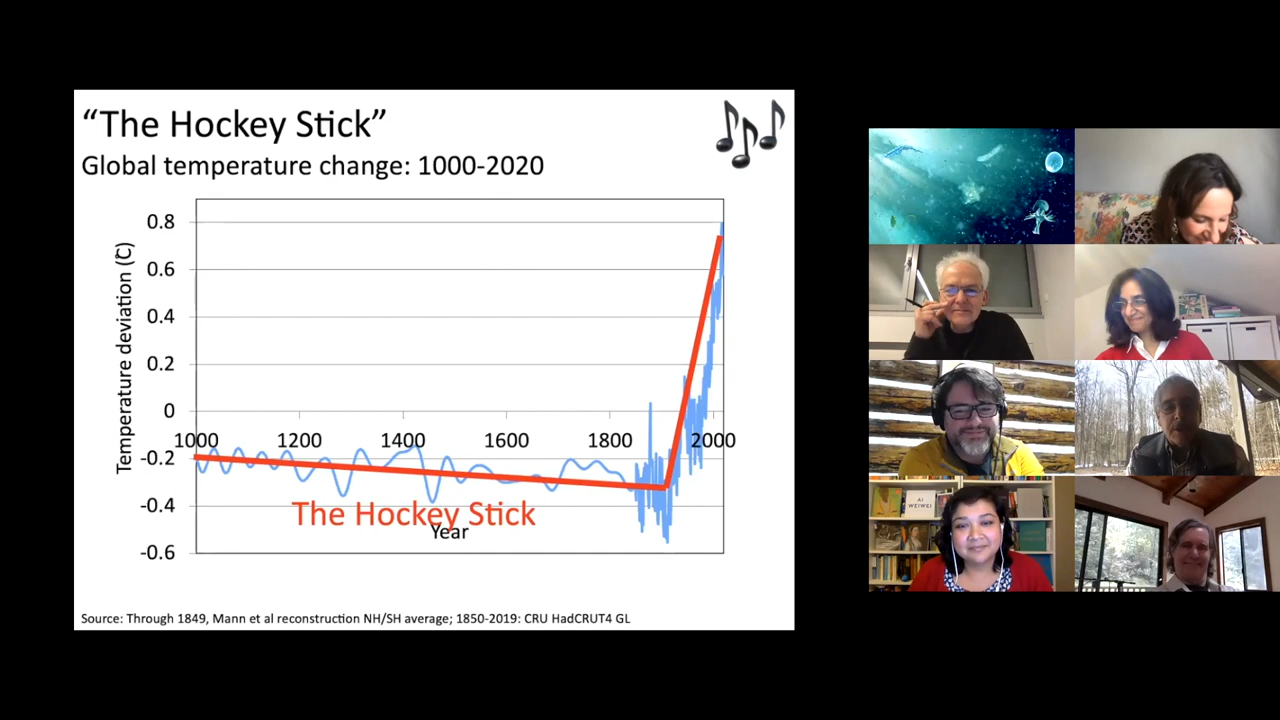 “The Hockey Stick”
Global temperature change: 1000-2020
Temperature deviation (C̊)
0.8
0.6
0.4
0.2
0
-0.2
-0.4
-0.6
1000 1200 1400 1600 1800 2000
The Hockey Stick
Year
Source: Through 1849, Mann et al reconstruction NH/SH average; 1850-2019: CRU HadCRUT4 GL
AI
WEIWEI